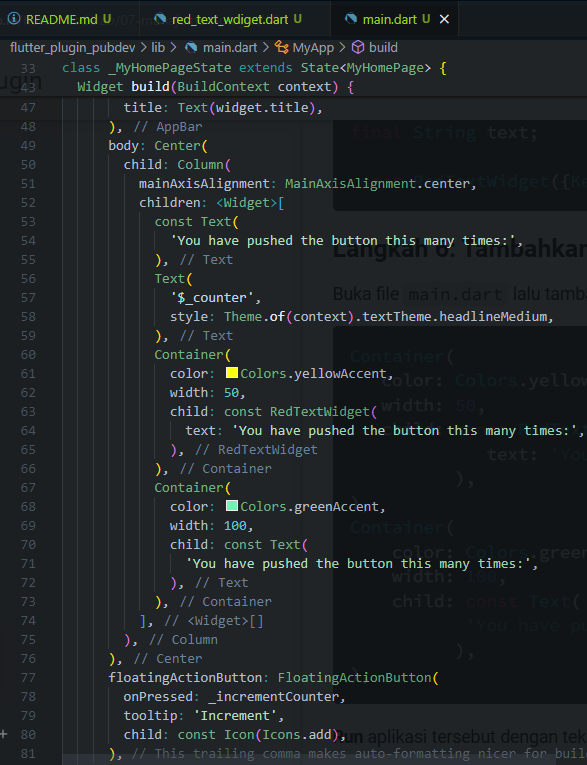 README.md U
red_text_wdiget.dart U
main.dart U
flutter_plugin_pubdev > lib > main.dart > MyApp > build
33 class _MyHomePageState extends State<MyHomePage> {
43 Widget build(BuildContext context) {
47 title: Text(widget.title),
48 ), // AppBar
49 body: Center(
50 child: Column(
51 mainAxisAlignment: MainAxisAlignment.center,
52 children: <Widget>[
53 const Text(
54 'You have pushed the button this many times:',
55 ), // Text
56 Text(
57 '$_counter',
58 style: Theme.of(context).textTheme.headlineMedium,
59 ), // Text
60 Container(
61 color: Colors.yellowAccent,
62 width: 50,
63 child: const RedTextWidget(
64 text: 'You have pushed the button this many times:',
65 ), // RedTextWidget
66 ), // Container
67 Container(
68 color: Colors.greenAccent,
69 width: 100,
70 child: const Text(
71 'You have pushed the button this many times:',
72 ), // Text
73 ), // Container
74 ], // <Widget>[]
75 ), // Column
76 ), // Center
77 floatingActionButton: FloatingActionButton(
78 onPressed: _incrementCounter,
79 tooltip: 'Increment',
80 child: const Icon(Icons.add),
81 ), // This trailing comma makes auto-formatting nicer for buil
final String text;
Langkah 6: Tambahkan
Buka file main.dart lalu tamba
Container(
color: Colors.yellow
width: 50,
text: 'You
),
Container(
color: Colors.green
width: 100,
child: const Text(
'You have pu
),
Run aplikasi tersebut dengan tek